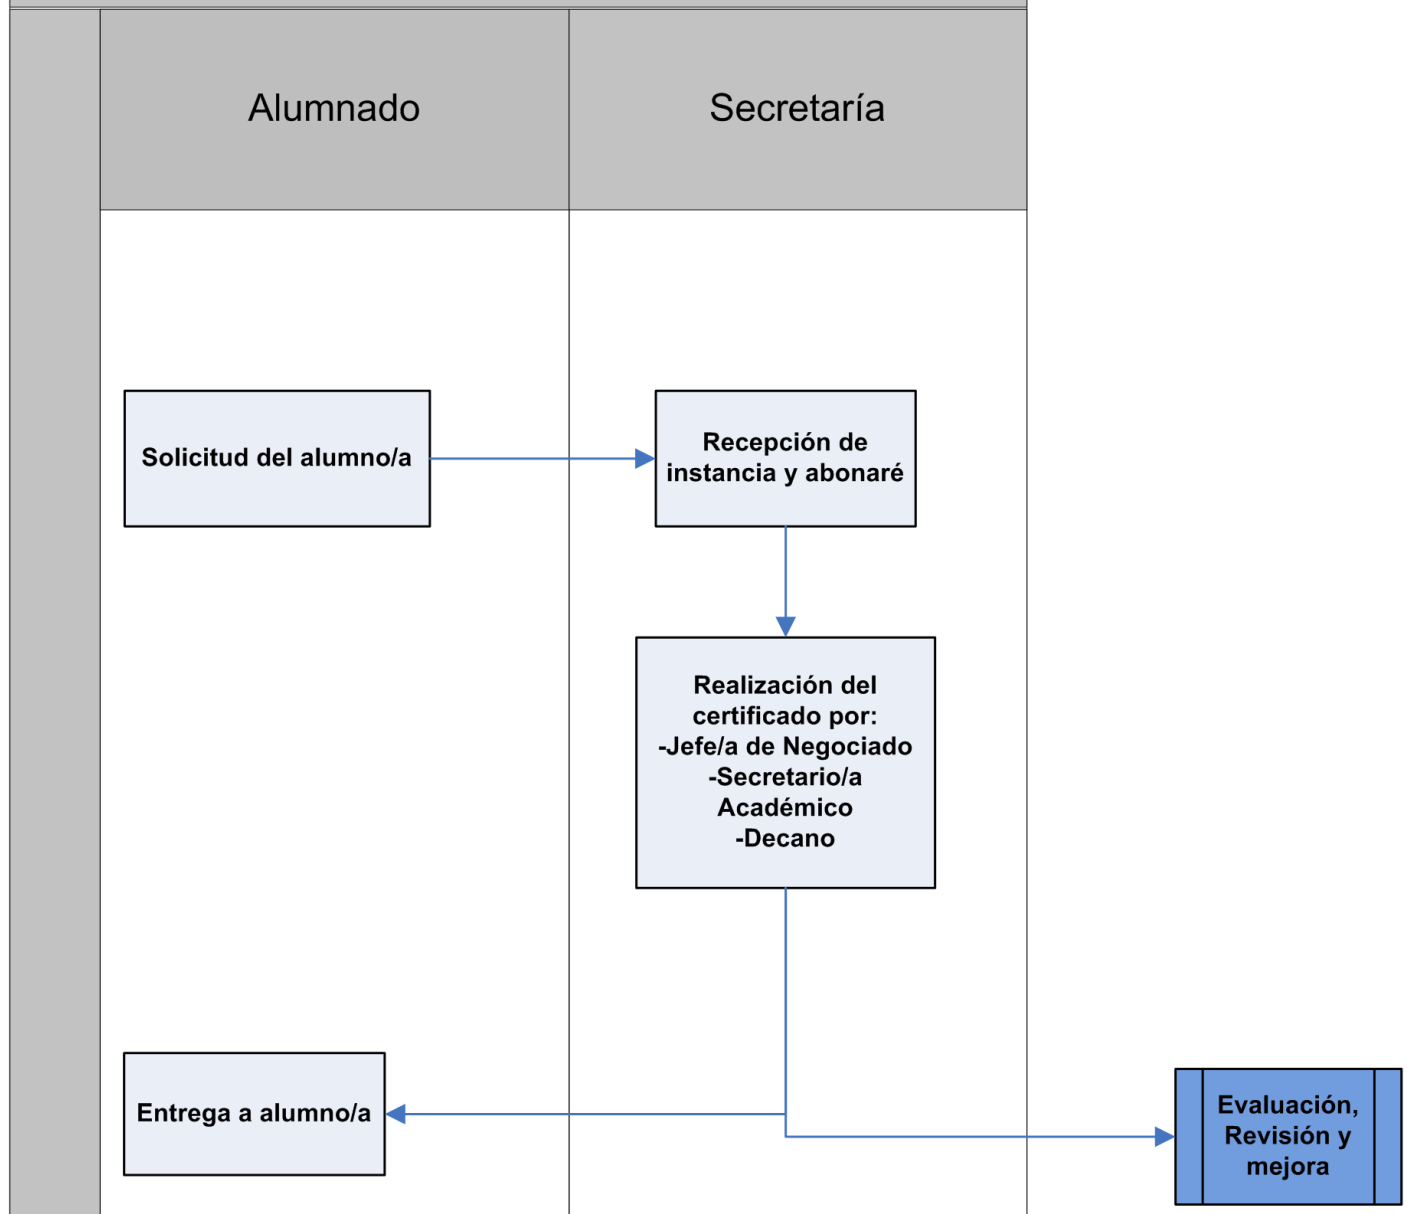 Alumnado
Secretaría
Solicitud del alumno/a
Recepción de
instancia y abonaré
Realización del
certificado por:
-Jefe/a de Negociado
-Secretario/a
Académico
-Decano
Entrega a alumno/a
Evaluación,
Revisión y
mejora